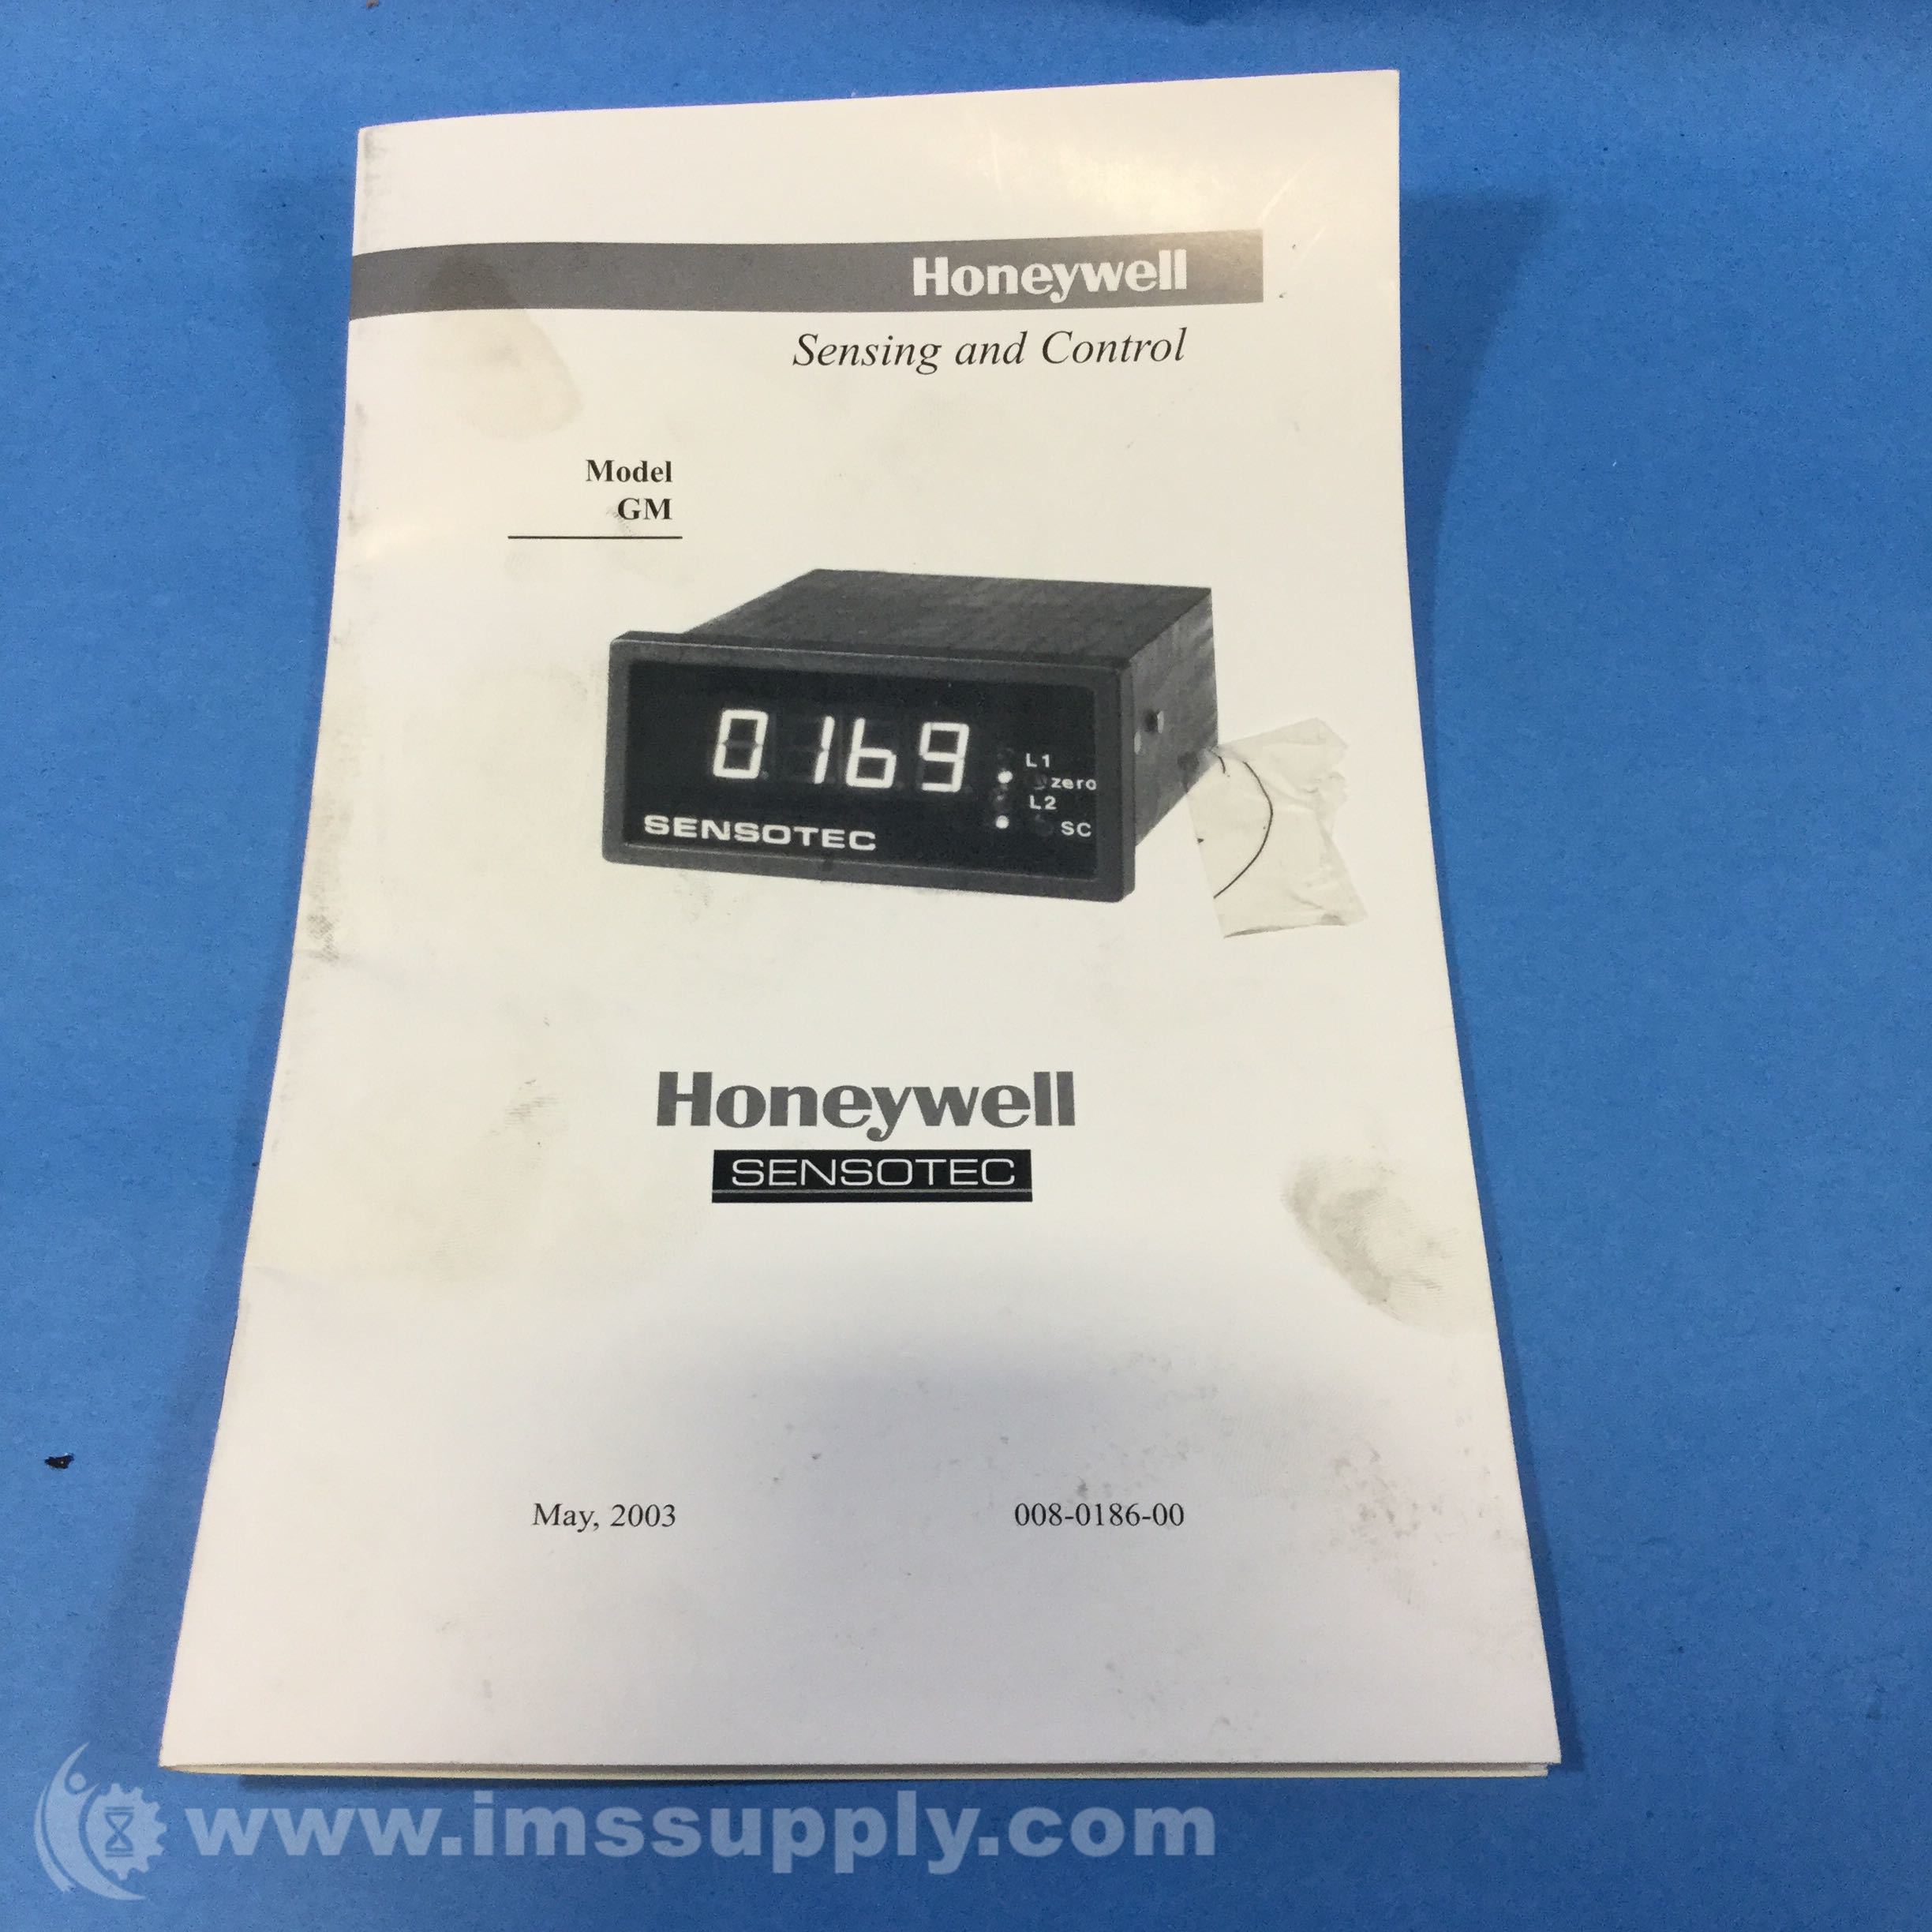 Honeywell
Sensing and Control
Model
GM
0169
L1
zero
L2
SC
SENSOTEC
Honeywell
SENSOTEC
May, 2003
008-0186-00
www.imssupply.com